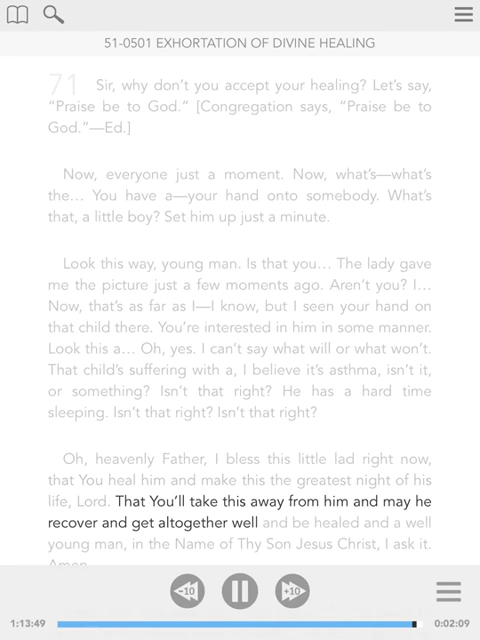 51-0501 EXHORTATION OF DIVINE HEALING
71 Sir, why don’t you accept your healing? Let’s say,
“Praise be to God.” [Congregation says, “Praise be to
God.”—Ed.]
Now, everyone just a moment. Now, what’s—what’s
the… You have a—your hand onto somebody. What’s
that, a little boy? Set him up just a minute.
Look this way, young man. Is that you… The lady gave
me the picture just a few moments ago. Aren’t you? I…
Now, that’s as far as I—I know, but I seen your hand on
that child there. You’re interested in him in some manner.
Look this a… Oh, yes. I can’t say what will or what won’t.
That child’s suffering with a, I believe it’s asthma, isn’t it,
or something? Isn’t that right? He has a hard time
sleeping. Isn’t that right? Isn’t that right?
Oh, heavenly Father, I bless this little lad right now,
that You heal him and make this the greatest night of his
life, Lord. That You’ll take this away from him and may he
recover and get altogether well and be healed and a well
young man, in the Name of Thy Son Jesus Christ, I ask it.
Amen.
-10 +10
1:13:49 0:02:09